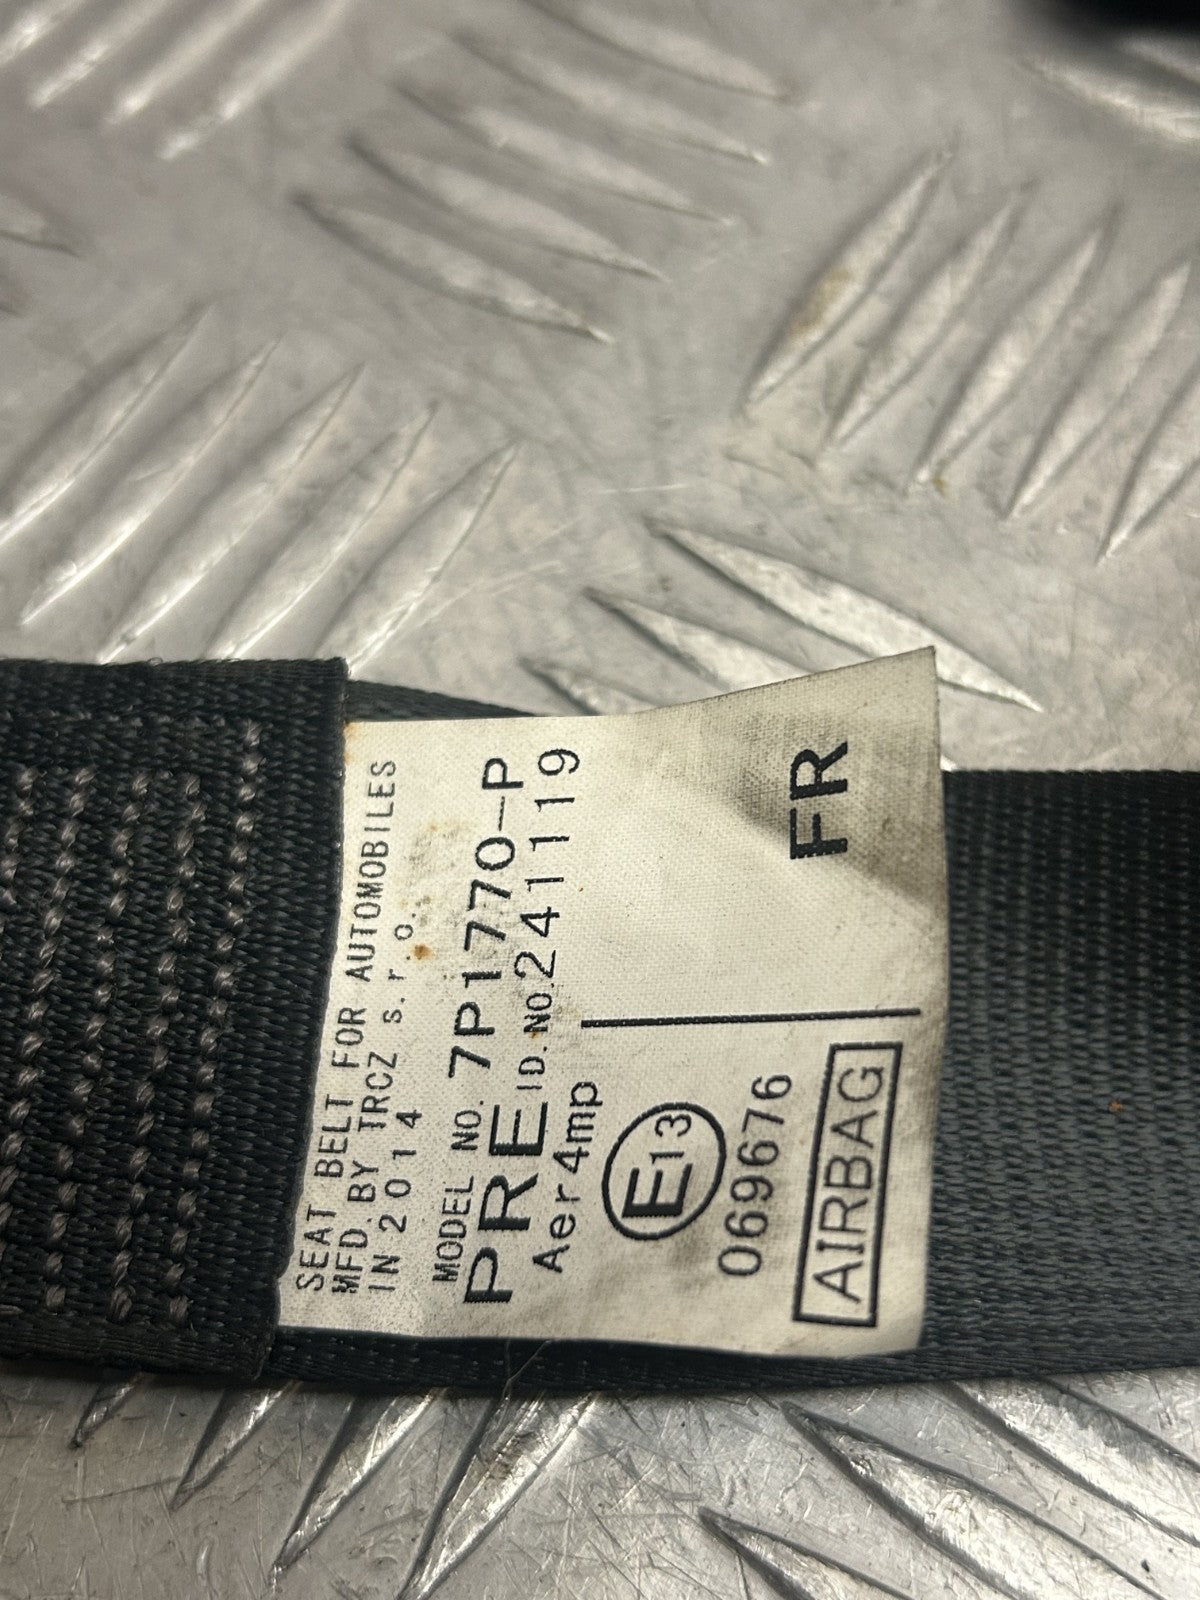 SEAT BELT FOR AUTOMOBILES
MFD.BY TRCZ s.r.o.
IN 2014
MODEL NO. 7P1770-P
PRE ID.NO.241119
Aer4mp
E13
069676
AIRBAG
FR